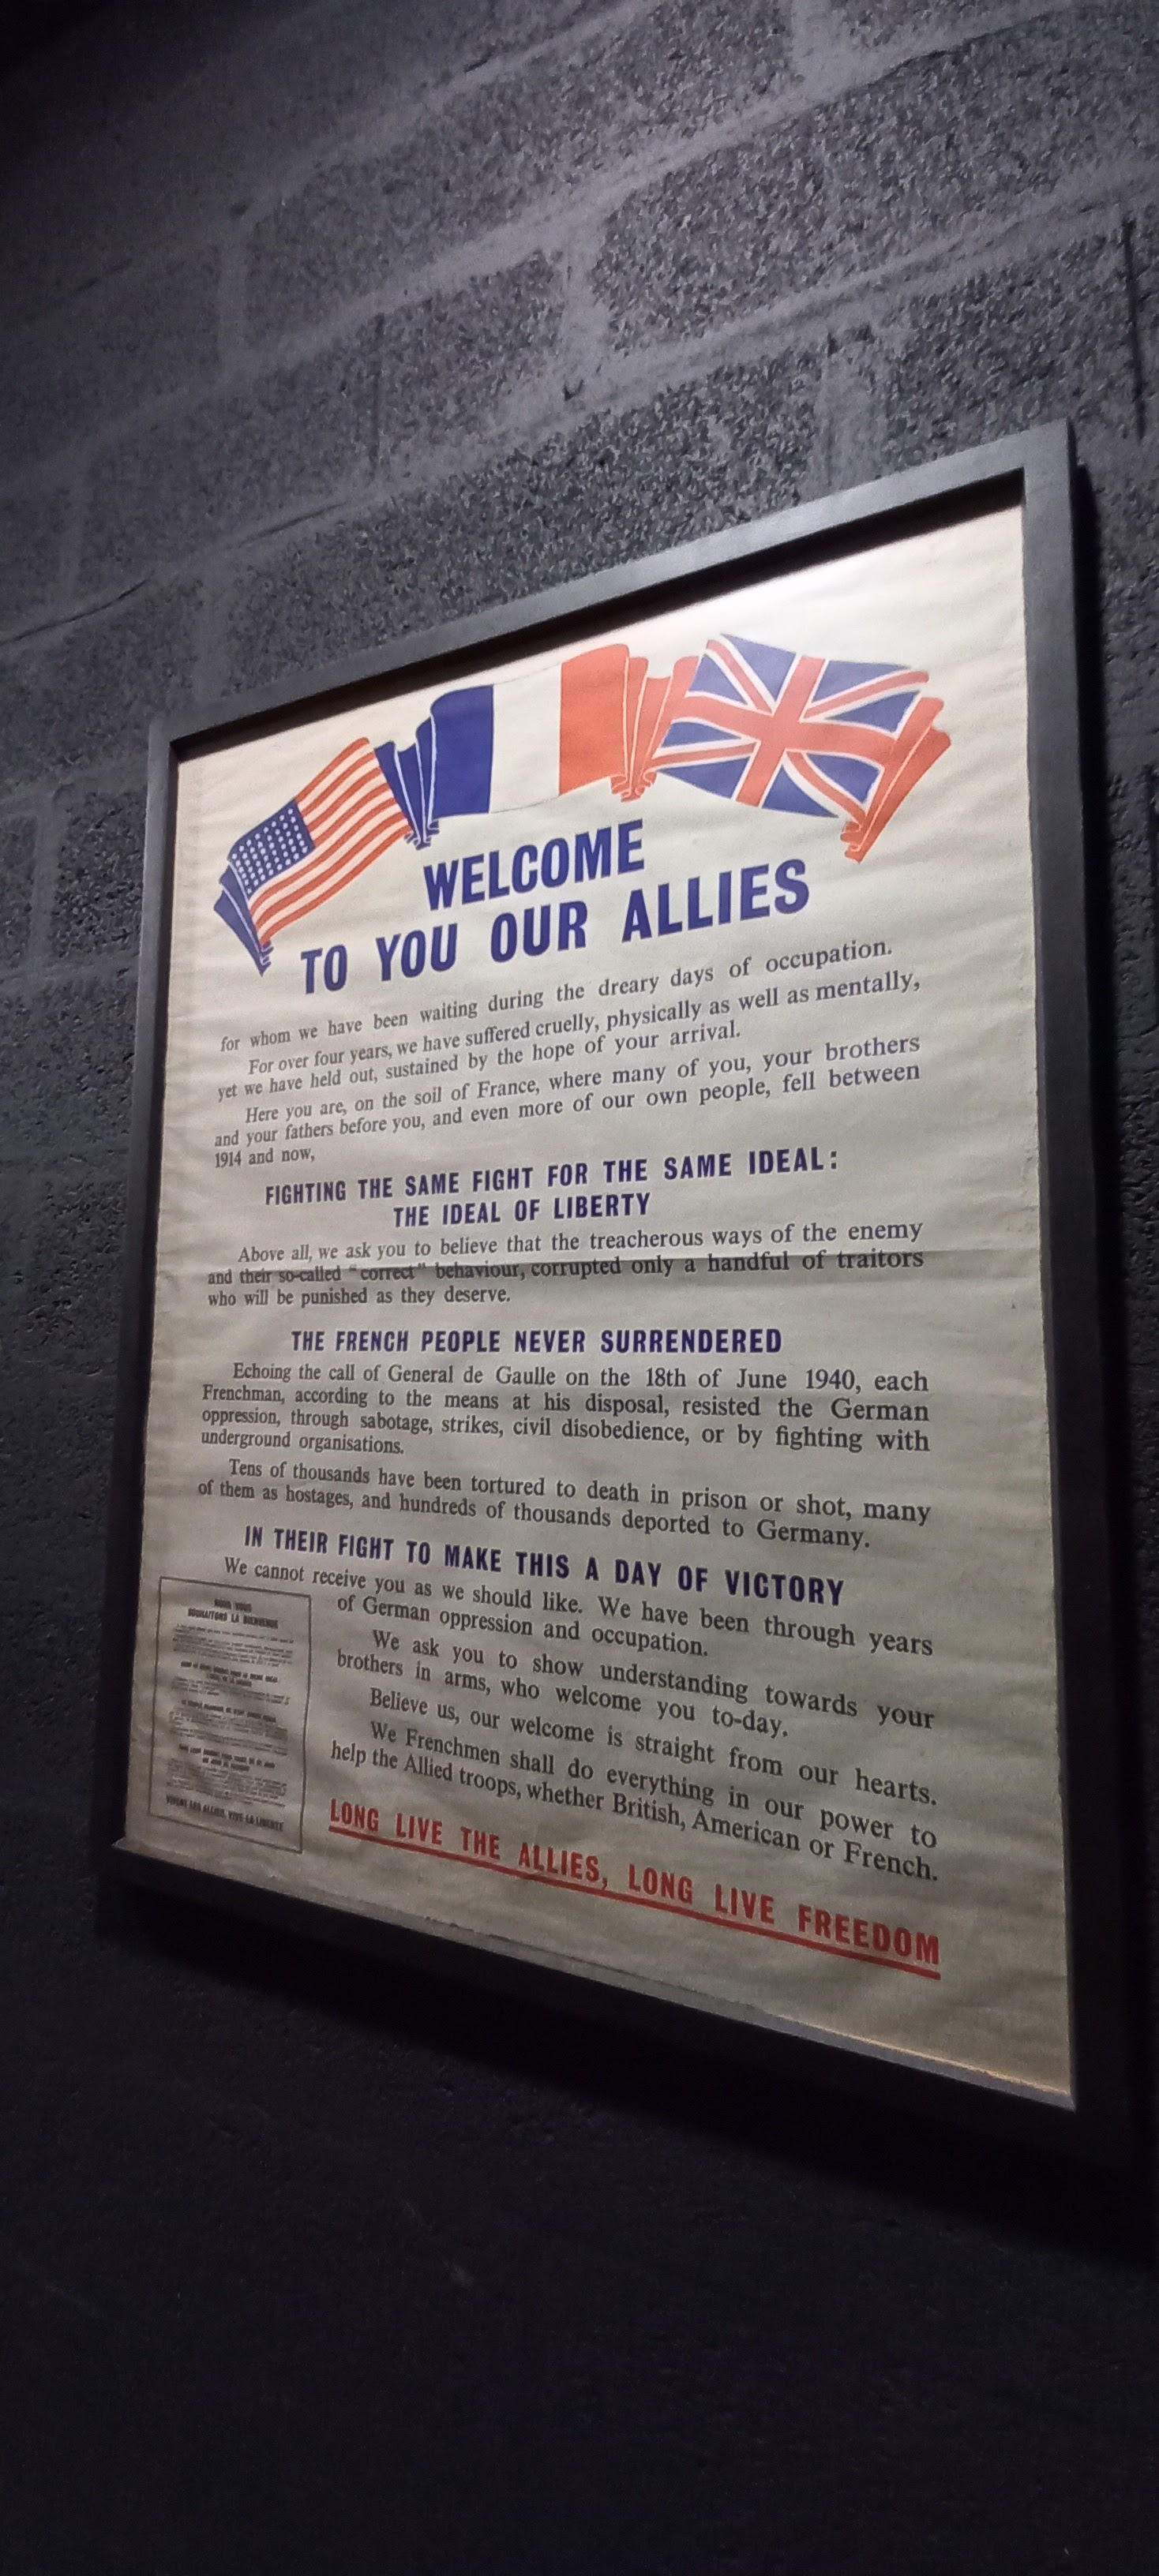 WELCOME
TO YOU OUR ALLIES
for whom we have been waiting during the dreary days of occupation.
For over four years, we have suffered cruelly, physically as well as mentally,
yet we have held out, sustained by the hope of your arrival.
Here you are, on the soil of France, where many of you, your brothers
and your fathers before you, and even more of our own people, fell between
1914 and now,
FIGHTING THE SAME FIGHT FOR THE SAME IDEAL:
THE IDEAL OF LIBERTY
Above all, we ask you to believe that the treacherous ways of the enemy
and their so-called "correct" behaviour, corrupted only a handful of traitors
who will be punished as they deserve.
THE FRENCH PEOPLE NEVER SURRENDERED
Echoing the call of General de Gaulle on the 18th of June 1940, each
Frenchman, according to the means at his disposal, resisted the German
oppression, through sabotage, strikes, civil disobedience, or by fighting with
underground organisations.
Tens of thousands have been tortured to death in prison or shot, many
of them as hostages, and hundreds of thousands deported to Germany.
IN THEIR FIGHT TO MAKE THIS A DAY OF VICTORY
We cannot receive you as we should like. We have been through years
of German oppression and occupation.
We ask you to show understanding towards your
brothers in arms, who welcome you to-day.
Believe us, our welcome is straight from our hearts.
We Frenchmen shall do everything in our power to
help the Allied troops, whether British, American or French.
LONG LIVE THE ALLIES, LONG LIVE FREEDOM
NOUS VOUS
SOUHAITONS LA BIENVENUE
VIVENT LES ALLIÉS, VIVE LA LIBERTÉ